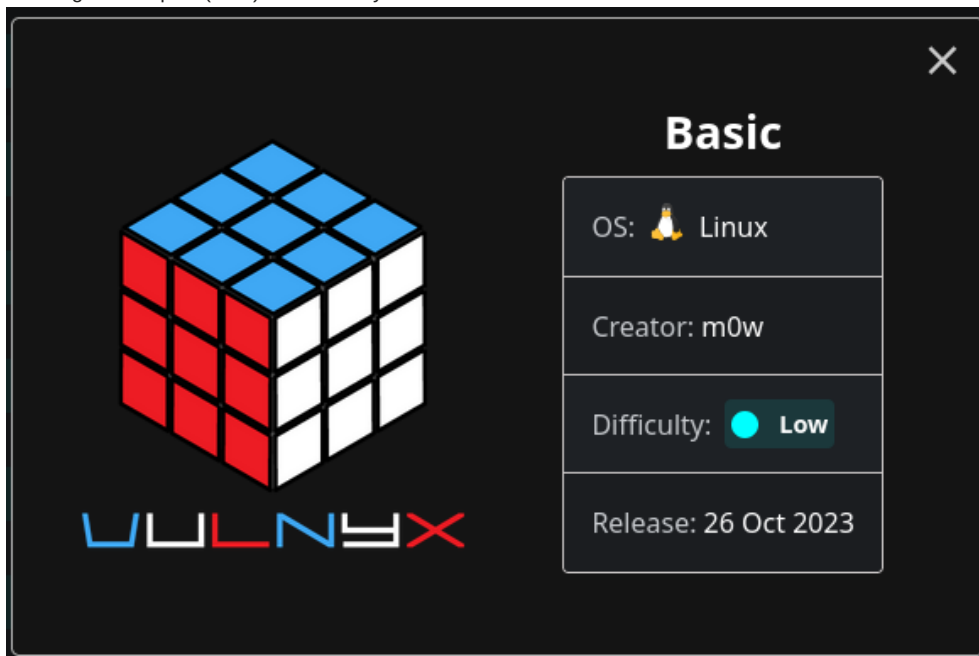 Basic
OS: Linux
Creator: m0w
Difficulty: Low
Release: 26 Oct 2023
VULNYX